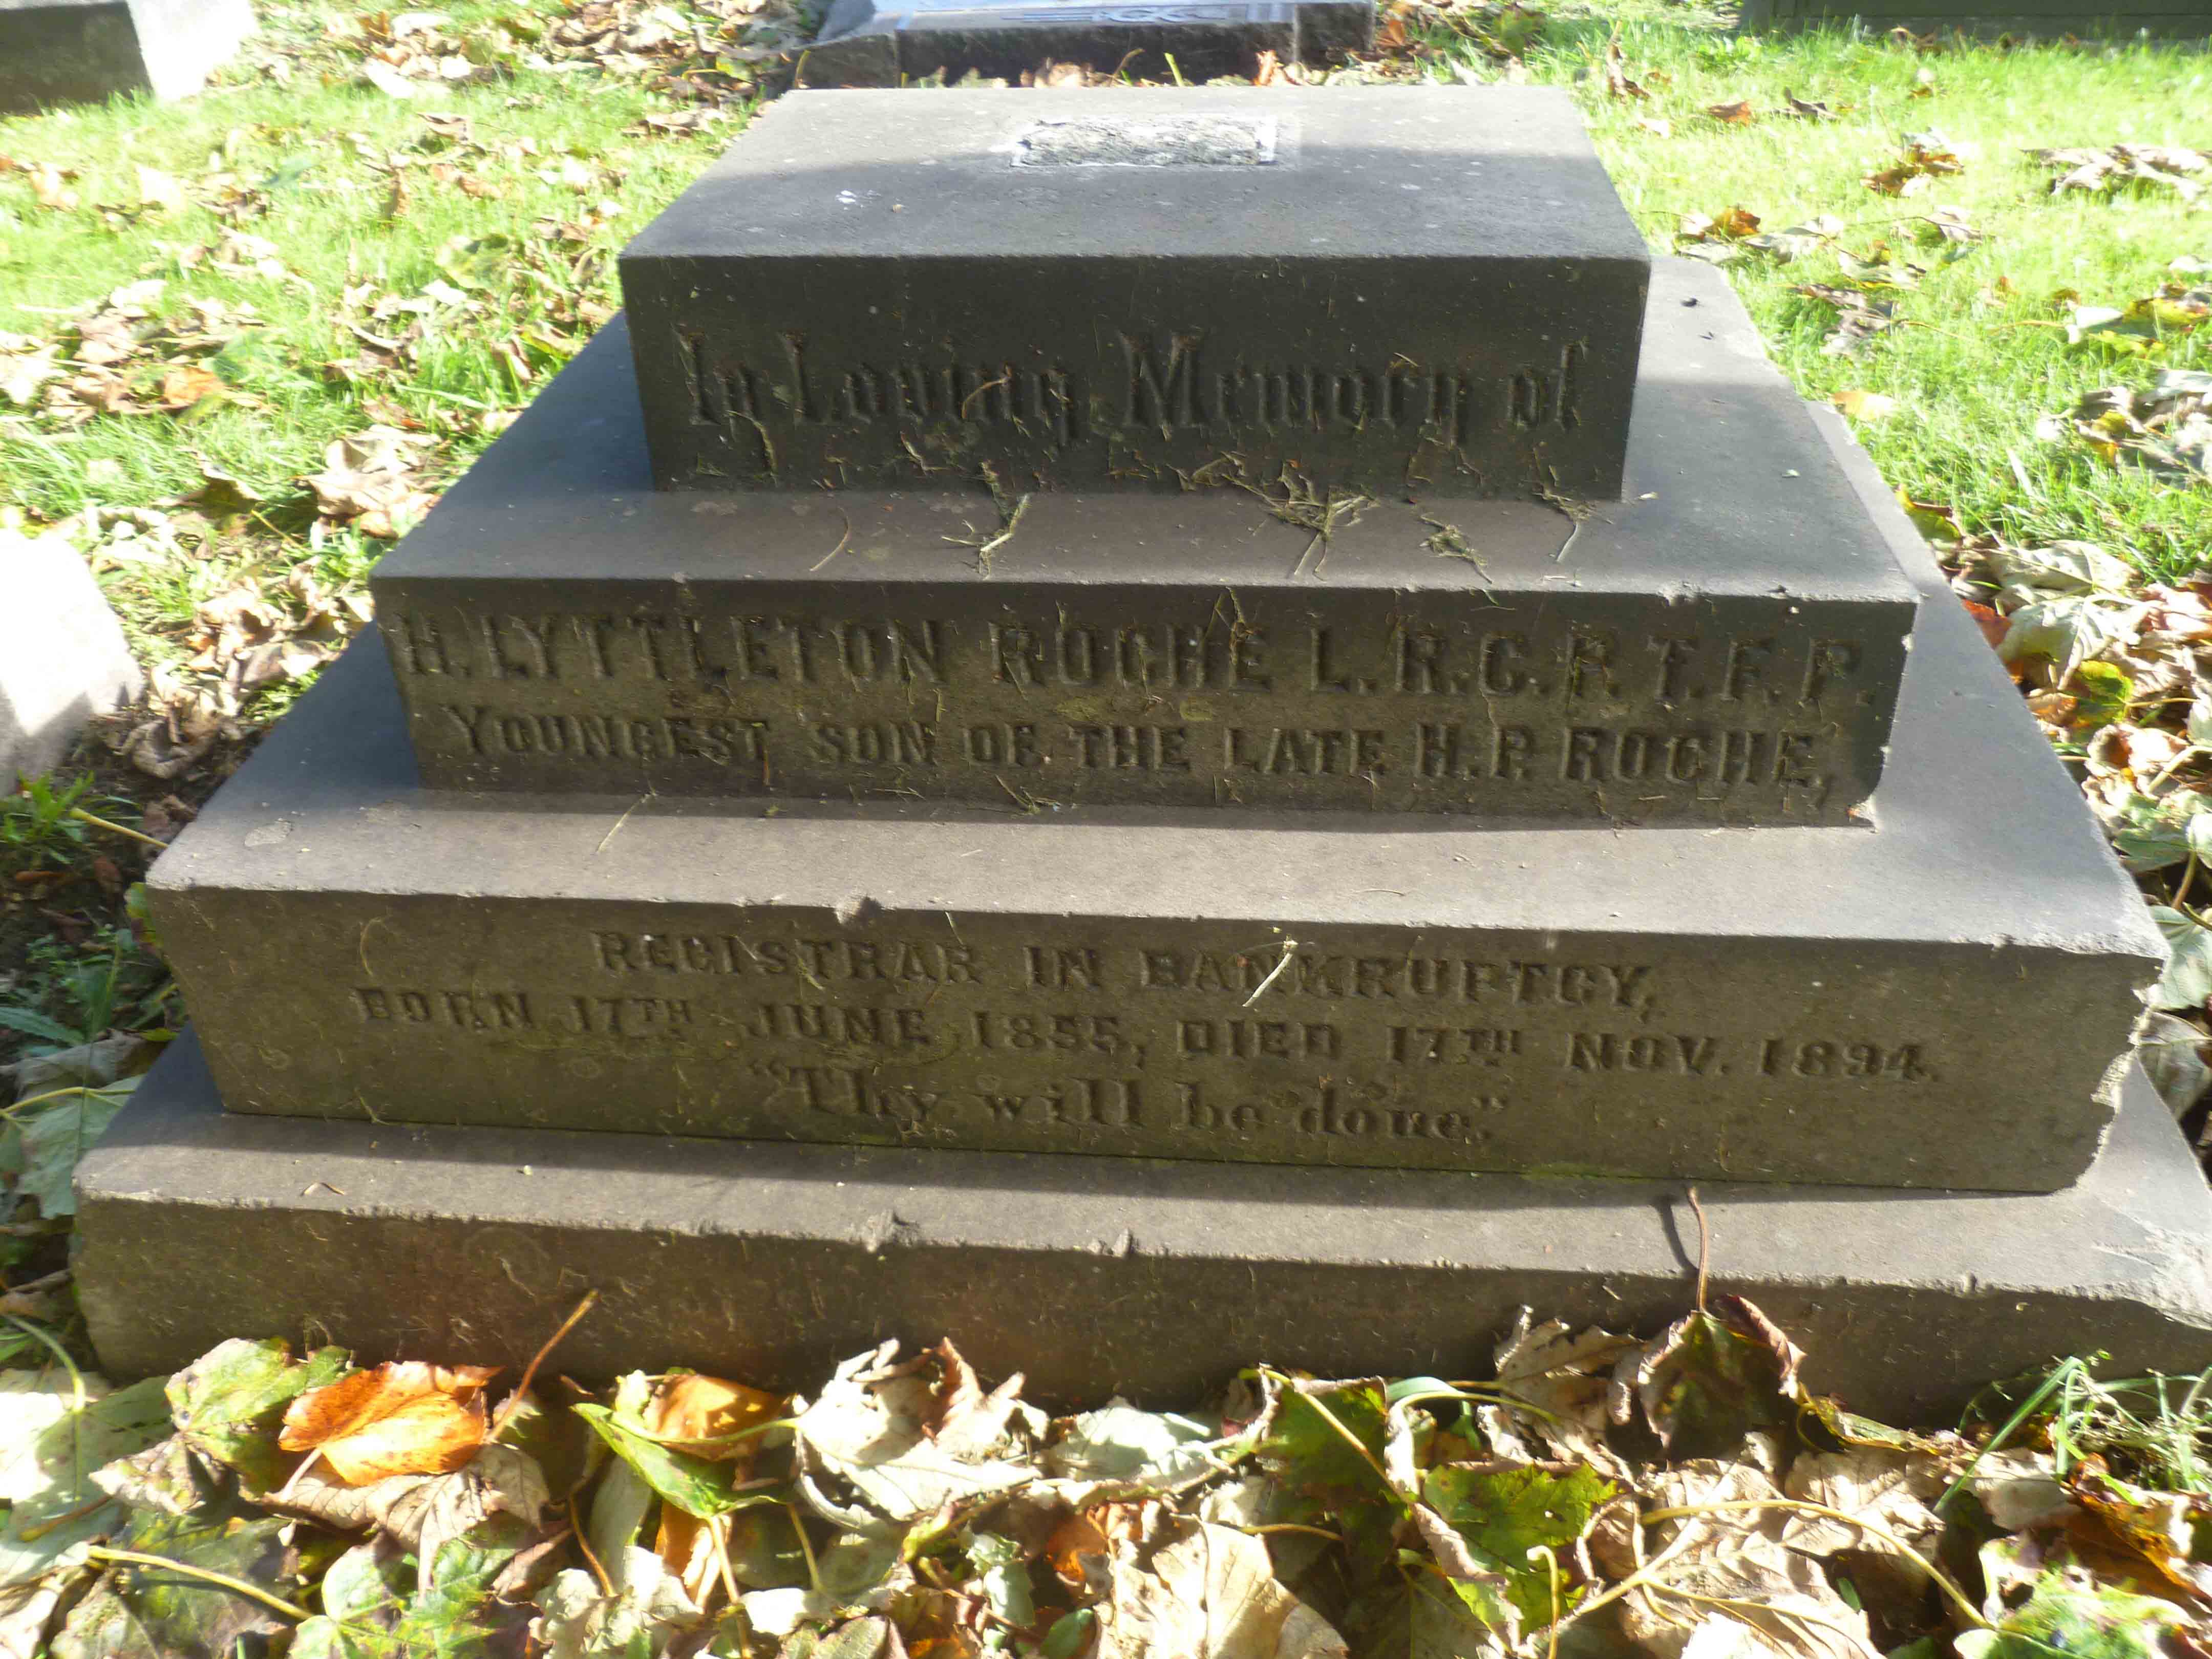 In Loving Memory of
H. LYTTLETON ROCHE L.R.C.P. T.F.P.
YOUNGEST SON OF THE LATE H.P. ROCHE,
REGISTRAR IN BANKRUPTCY,
BORN 17TH JUNE 1855, DIED 17TH NOV. 1894.
"Thy will be done."